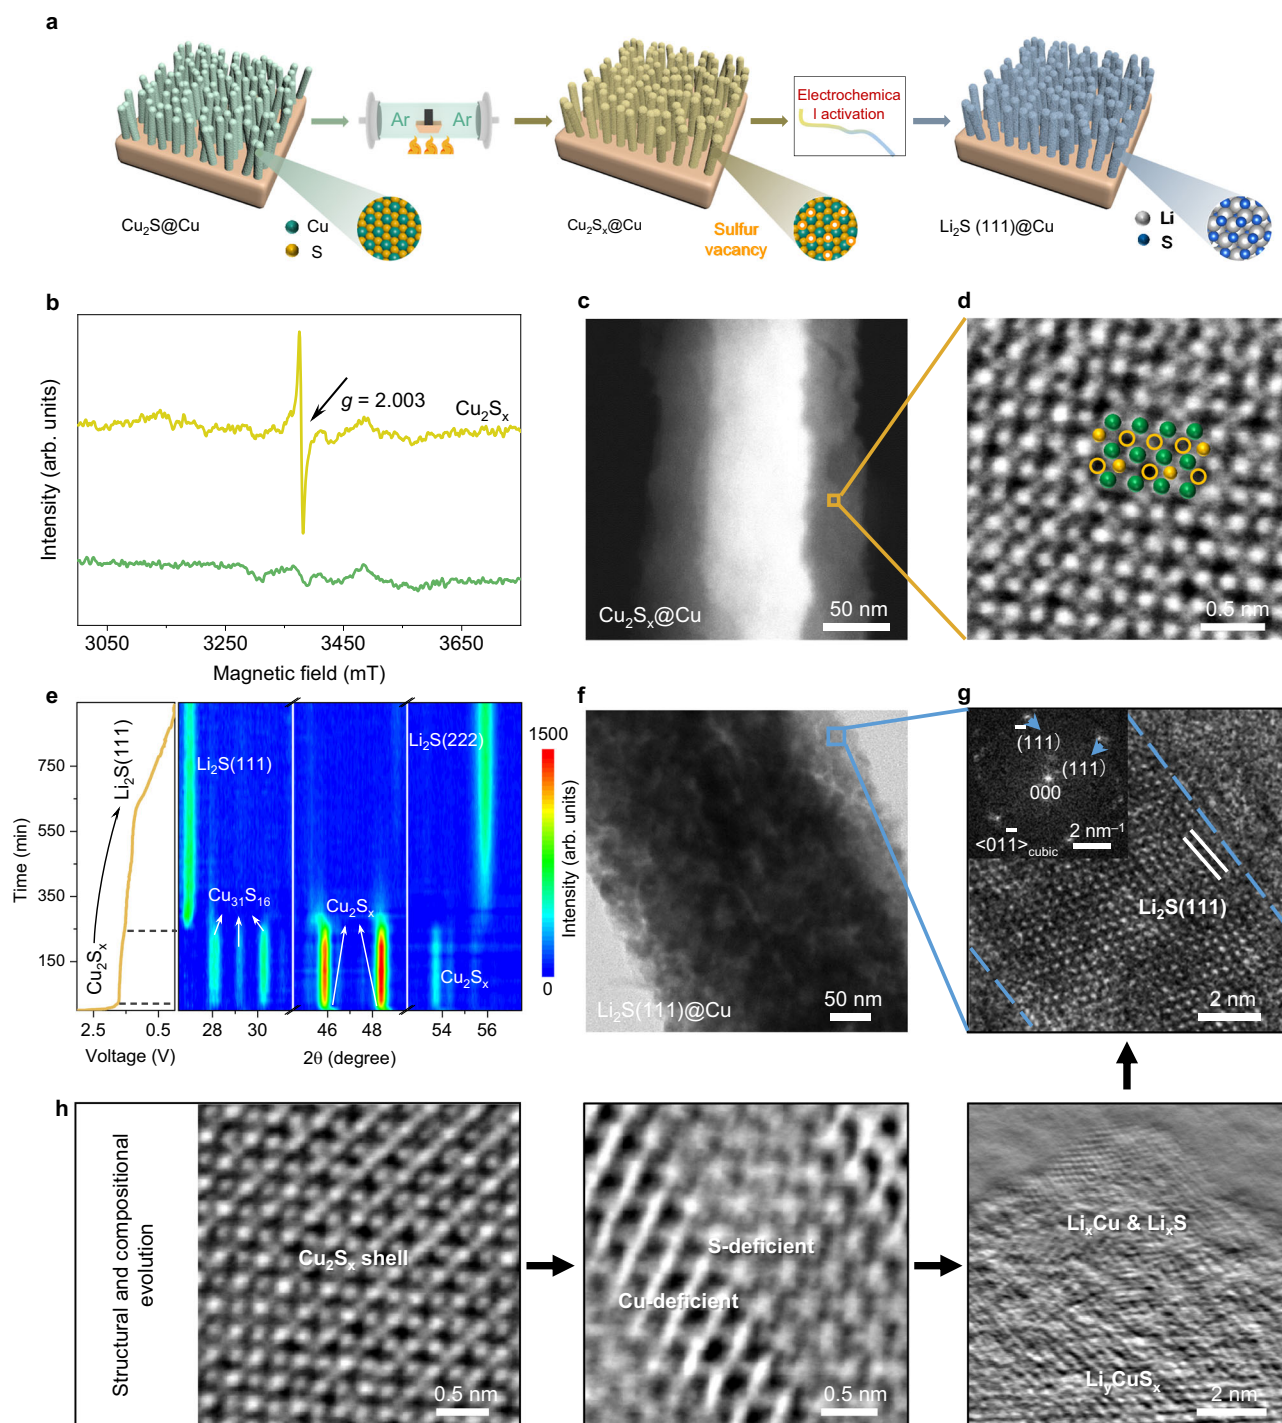 a
Ar
Ar
Electrochemica
l activation
Cu₂S@Cu
Cu
S
Cu₂Sₓ@Cu
Sulfur
vacancy
Li₂S (111)@Cu
Li
S
b
Intensity (arb. units)
g = 2.003
Cu₂Sₓ
3050
3250
3450
3650
Magnetic field (mT)
c
Cu₂Sₓ@Cu
50 nm
d
0.5 nm
e
Time (min)
750
550
350
150
Cu₂Sₓ
Li₂S(111)
2.5
0.5
Voltage (V)
Li₂S(111)
Li₂S(222)
Cu₃₁S₁₆
Cu₂Sₓ
Cu₂Sₓ
28
30
46
48
54
56
2θ (degree)
1500
0
Intensity (arb. units)
f
Li₂S(111)@Cu
50 nm
g
(1̅11)
(111)
000
<011̅>cubic
2 nm⁻¹
Li₂S(111)
2 nm
h
Structural and compositional
evolution
Cu₂Sₓ shell
0.5 nm
S-deficient
Cu-deficient
0.5 nm
LiₓCu & LiₓS
LiᵧCuSₓ
2 nm